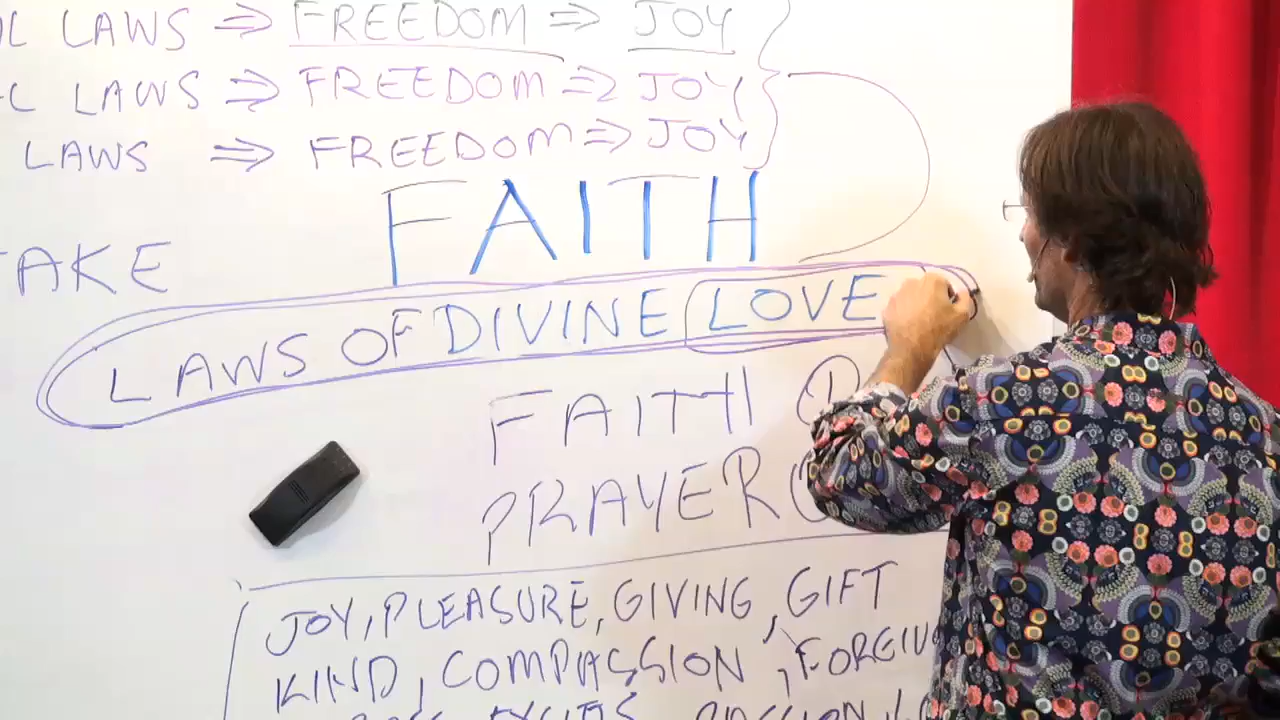 LAWS ⇒ FREEDOM ⇒ JOY
C LAWS ⇒ FREEDOM ⇒ JOY
LAWS ⇒ FREEDOM ⇒ JOY
FAITH
TAKE
LAWS OF DIVINE LOVE
FAITH
PRAYER
JOY, PLEASURE, GIVING, GIFT
KIND, COMPASSION, FORGIV